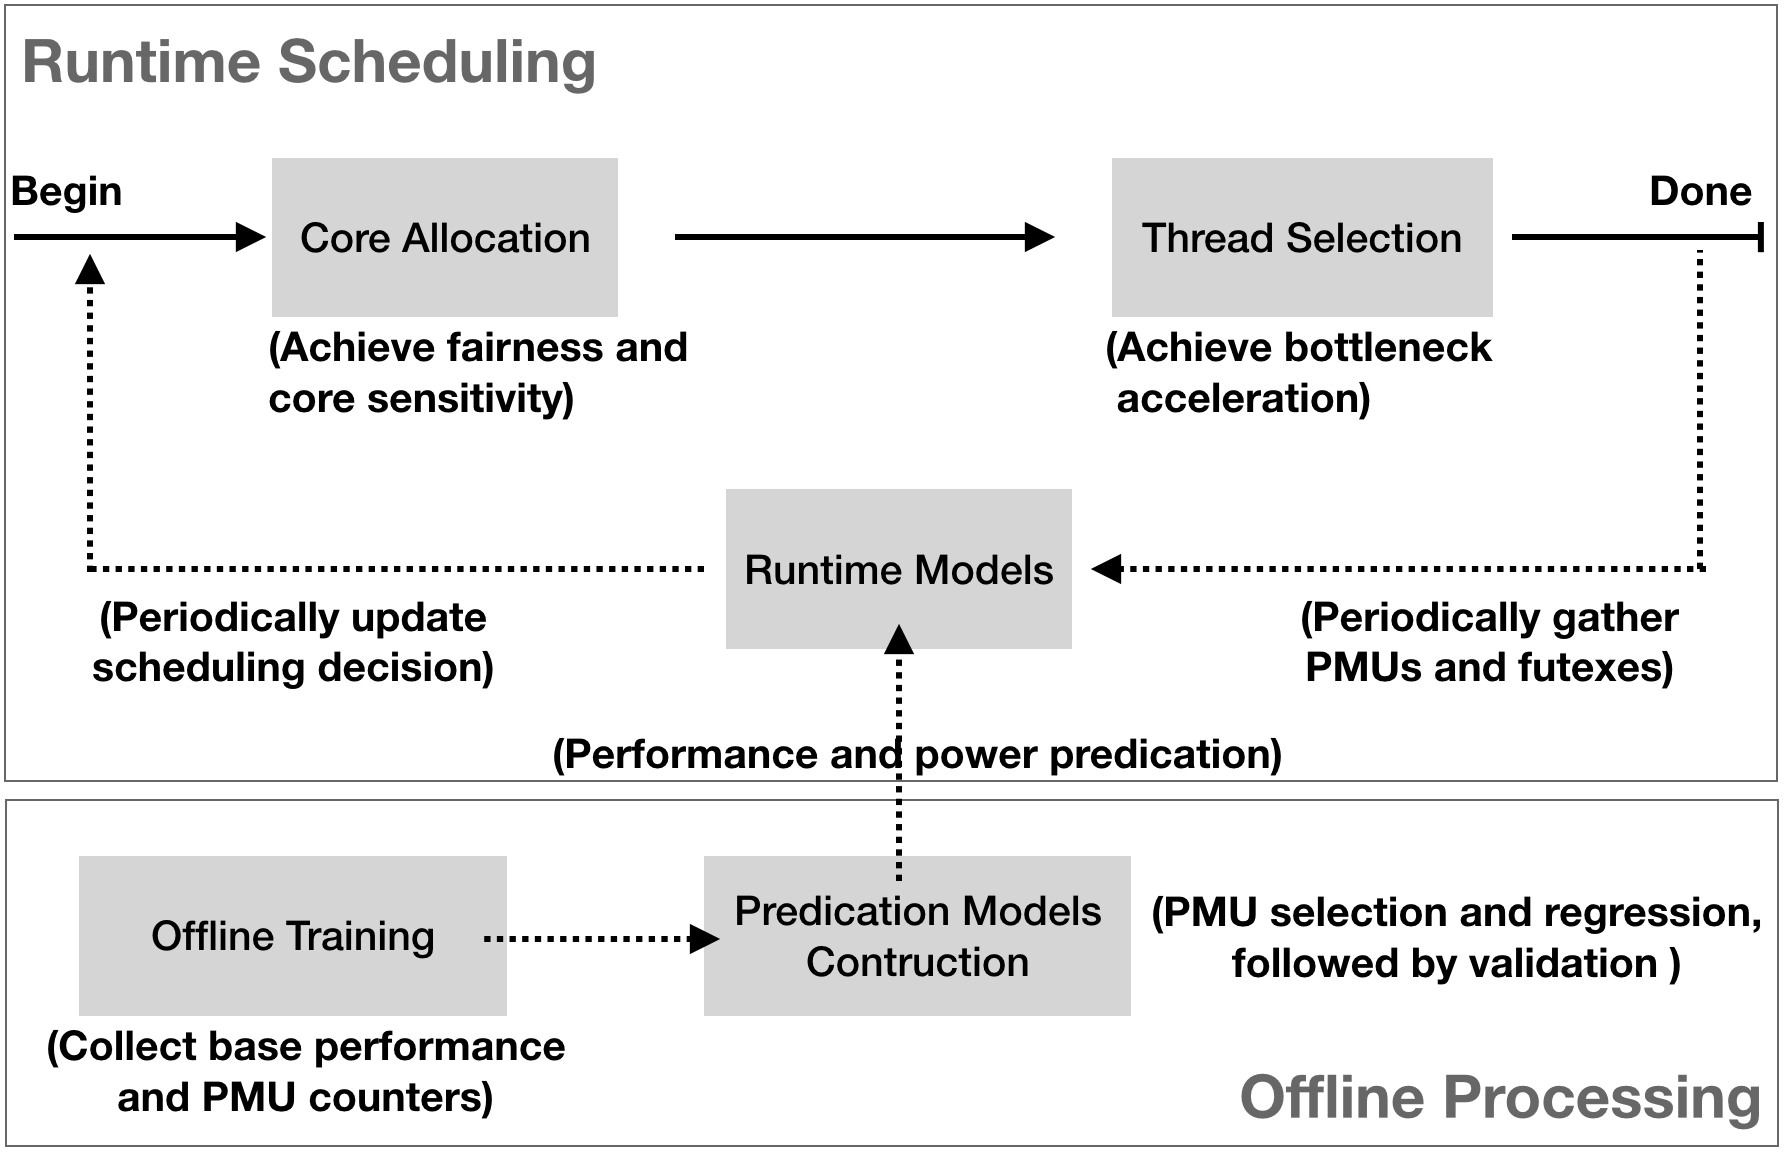 Runtime Scheduling
Begin
Core Allocation
Thread Selection
Done
(Achieve fairness and
core sensitivity)
(Achieve bottleneck
acceleration)
Runtime Models
(Periodically update
scheduling decision)
(Periodically gather
PMUs and futexes)
(Performance and power predication)
Offline Training
Predication Models
Contruction
(PMU selection and regression,
followed by validation )
(Collect base performance
and PMU counters)
Offline Processing